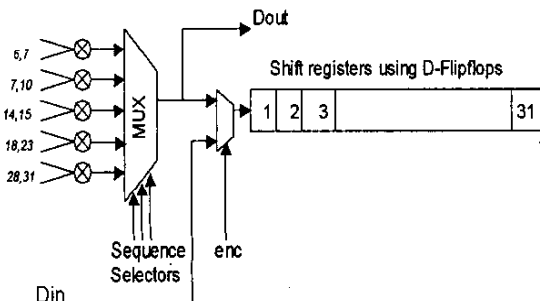 Dout
Shift registers using D-Flipflops
6,7
7,10
14,15
18,23
28,31
MUX
1 2 3 31
Sequence
Selectors
enc
Din